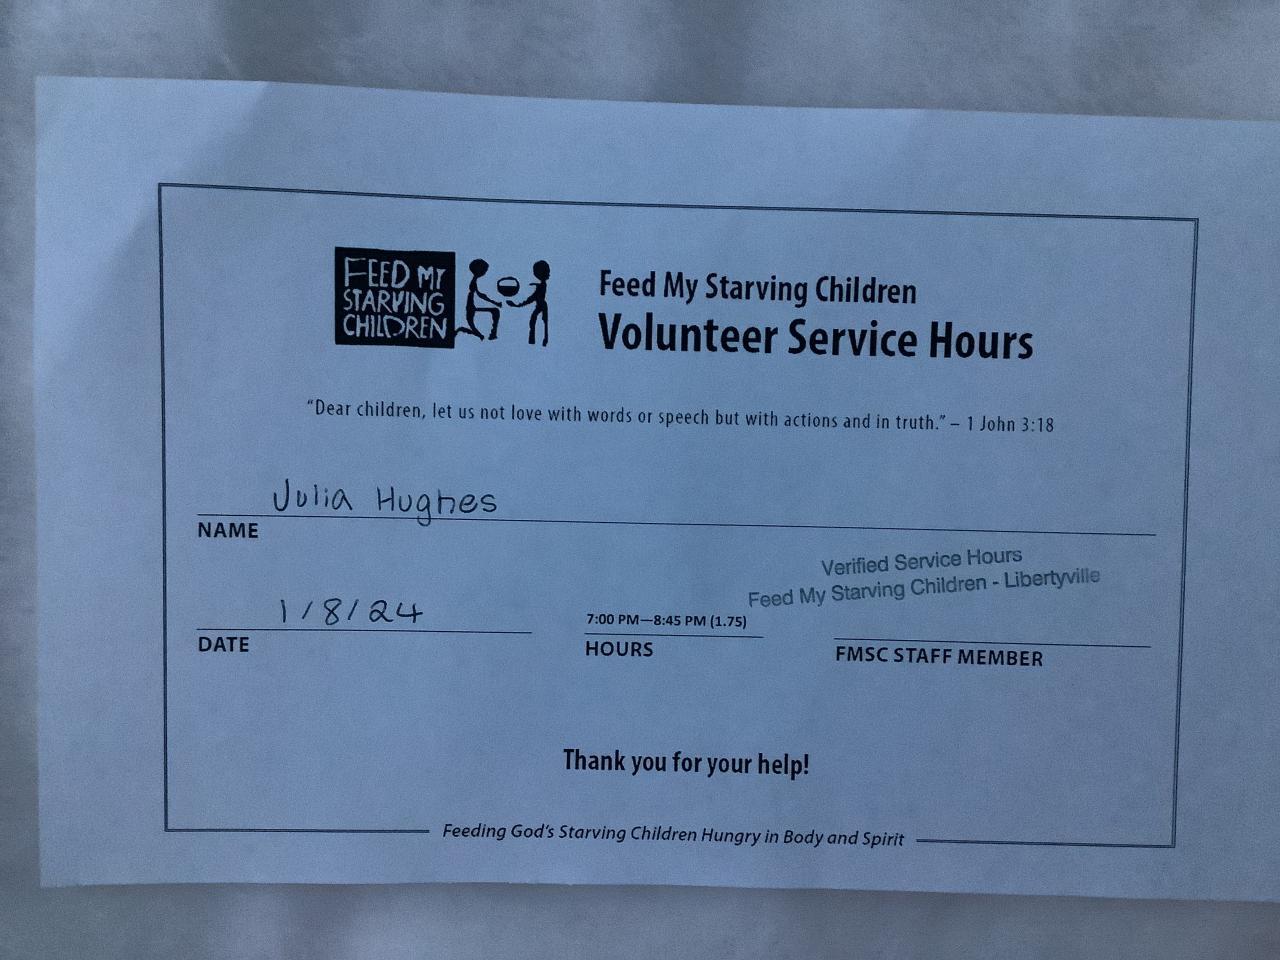 FEED MY
STARVING
CHILDREN
Feed My Starving Children
Volunteer Service Hours
“Dear children, let us not love with words or speech but with actions and in truth.” – 1 John 3:18
Julia Hughes
NAME
Verified Service Hours
Feed My Starving Children - Libertyville
1/8/24
7:00 PM—8:45 PM (1.75)
DATE
HOURS
FMSC STAFF MEMBER
Thank you for your help!
Feeding God's Starving Children Hungry in Body and Spirit